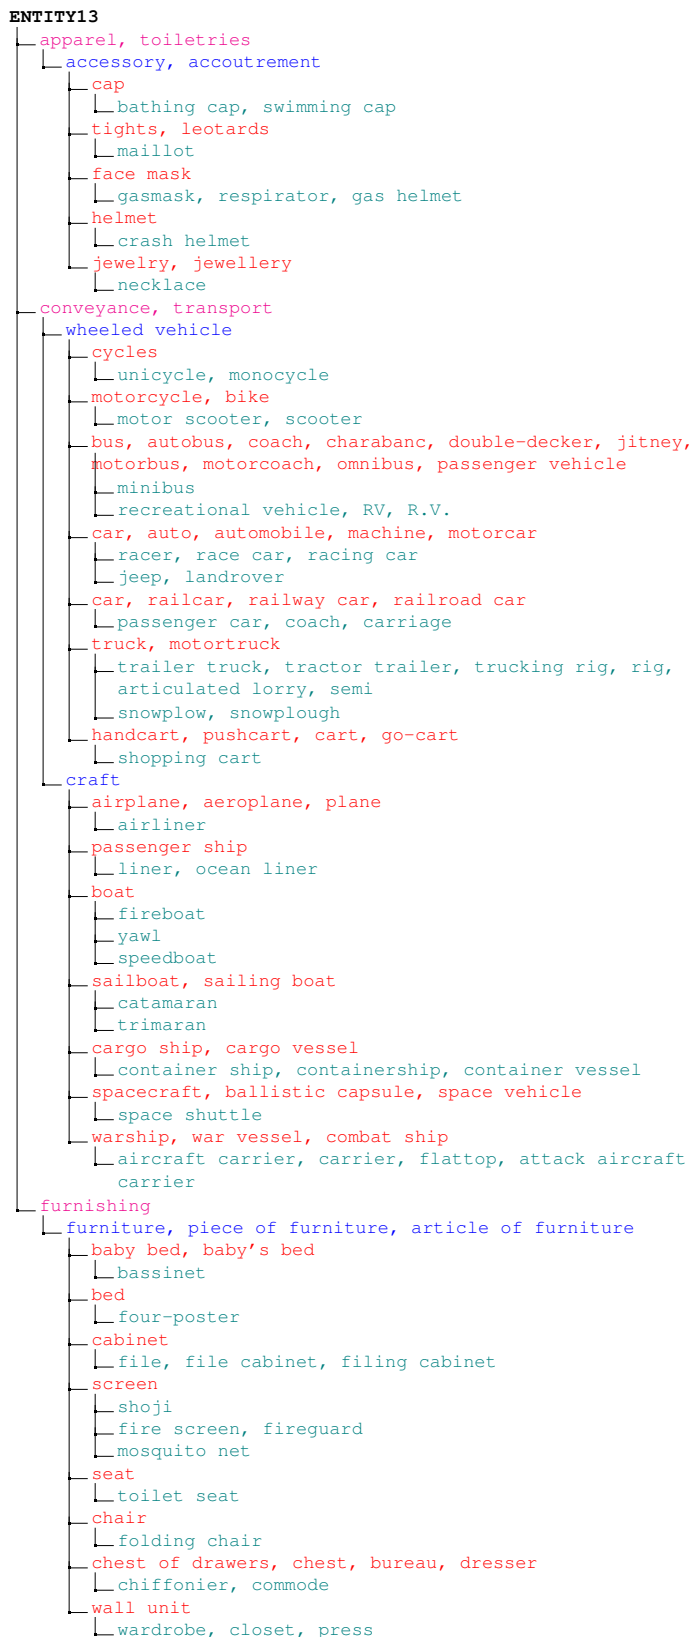 ENTITY13
apparel, toiletries
accessory, accoutrement
cap
bathing cap, swimming cap
tights, leotards
maillot
face mask
gasmask, respirator, gas helmet
helmet
crash helmet
jewelry, jewellery
necklace
conveyance, transport
wheeled vehicle
cycles
unicycle, monocycle
motorcycle, bike
motor scooter, scooter
bus, autobus, coach, charabanc, double-decker, jitney,
motorbus, motorcoach, omnibus, passenger vehicle
minibus
recreational vehicle, RV, R.V.
car, auto, automobile, machine, motorcar
racer, race car, racing car
jeep, landrover
car, railcar, railway car, railroad car
passenger car, coach, carriage
truck, motortruck
trailer truck, tractor trailer, trucking rig, rig,
articulated lorry, semi
snowplow, snowplough
handcart, pushcart, cart, go-cart
shopping cart
craft
airplane, aeroplane, plane
airliner
passenger ship
liner, ocean liner
boat
fireboat
yawl
speedboat
sailboat, sailing boat
catamaran
trimaran
cargo ship, cargo vessel
container ship, containership, container vessel
spacecraft, ballistic capsule, space vehicle
space shuttle
warship, war vessel, combat ship
aircraft carrier, carrier, flattop, attack aircraft
carrier
furnishing
furniture, piece of furniture, article of furniture
baby bed, baby's bed
bassinet
bed
four-poster
cabinet
file, file cabinet, filing cabinet
screen
shoji
fire screen, fireguard
mosquito net
seat
toilet seat
chair
folding chair
chest of drawers, chest, bureau, dresser
chiffonier, commode
wall unit
wardrobe, closet, press